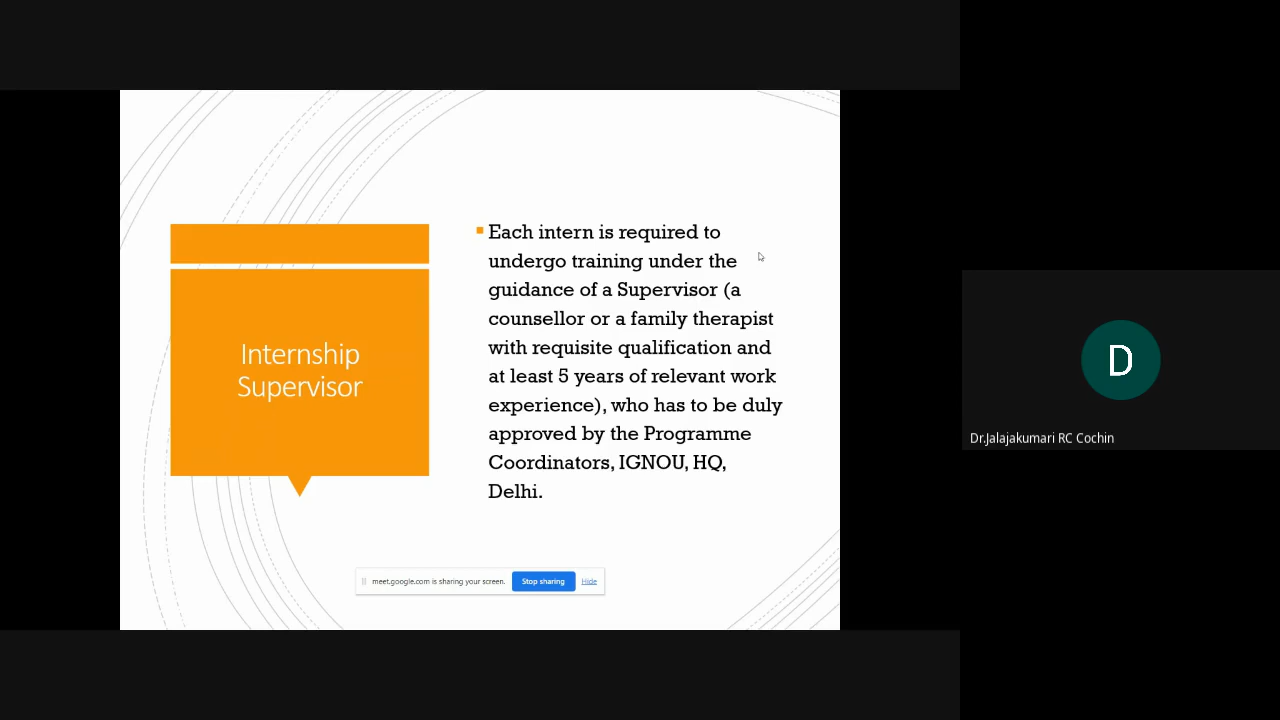 Internship
Supervisor
Each intern is required to
undergo training under the
guidance of a Supervisor (a
counsellor or a family therapist
with requisite qualification and
at least 5 years of relevant work
experience), who has to be duly
approved by the Programme
Coordinators, IGNOU, HQ,
Delhi.
meet.google.com is sharing your screen. Stop sharing Hide
D
Dr.Jalajakumari RC Cochin